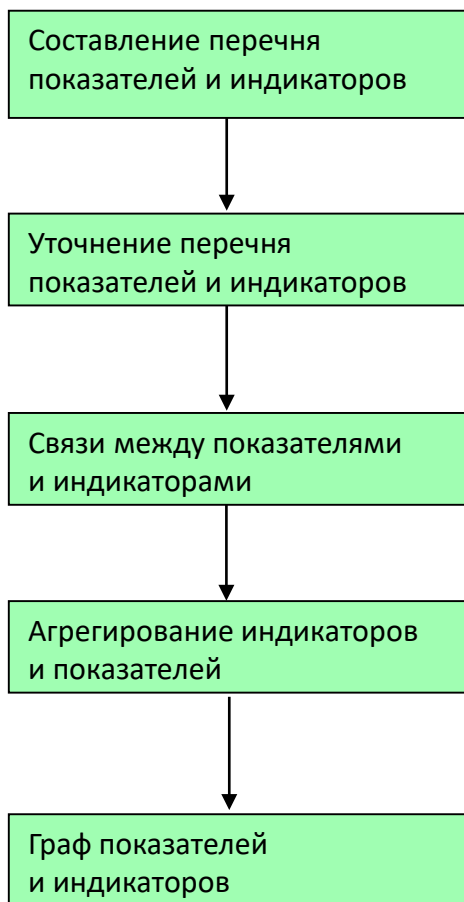 Составление перечня
показателей и индикаторов
Уточнение перечня
показателей и индикаторов
Связи между показателями
и индикаторами
Агрегирование индикаторов
и показателей
Граф показателей
и индикаторов